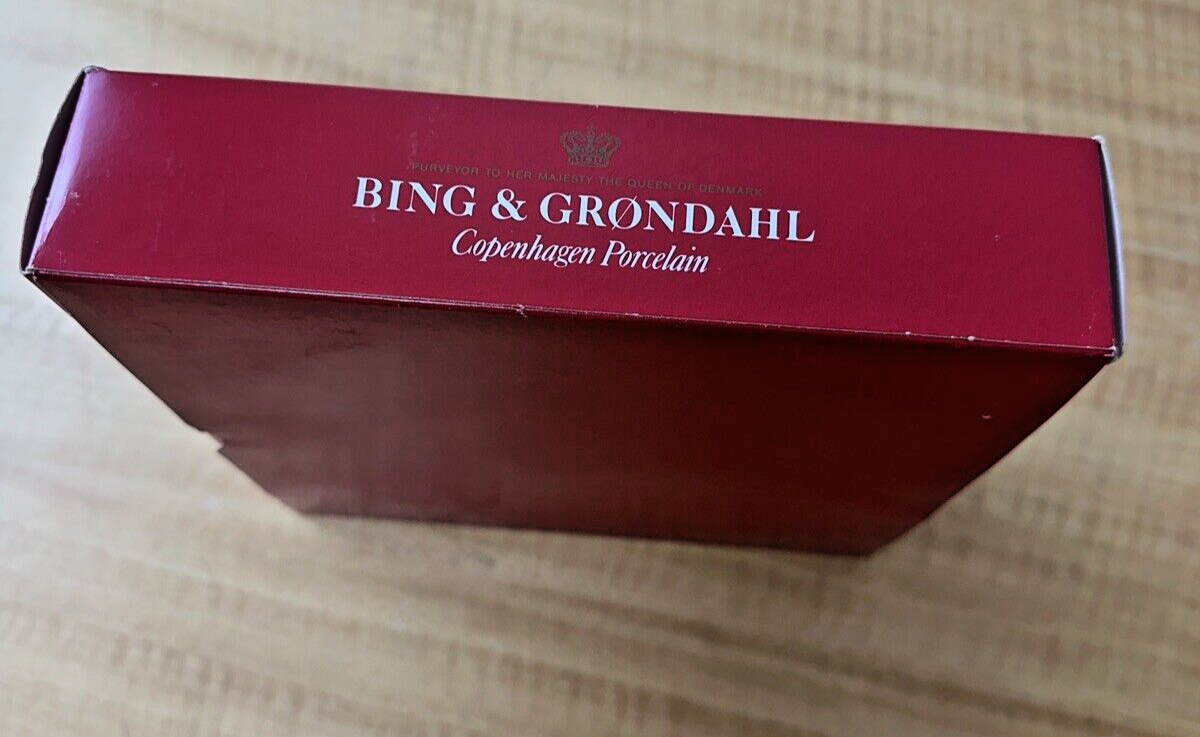 PURVEYOR TO HER MAJESTY THE QUEEN OF DENMARK
BING & GRØNDAHL
Copenhagen Porcelain